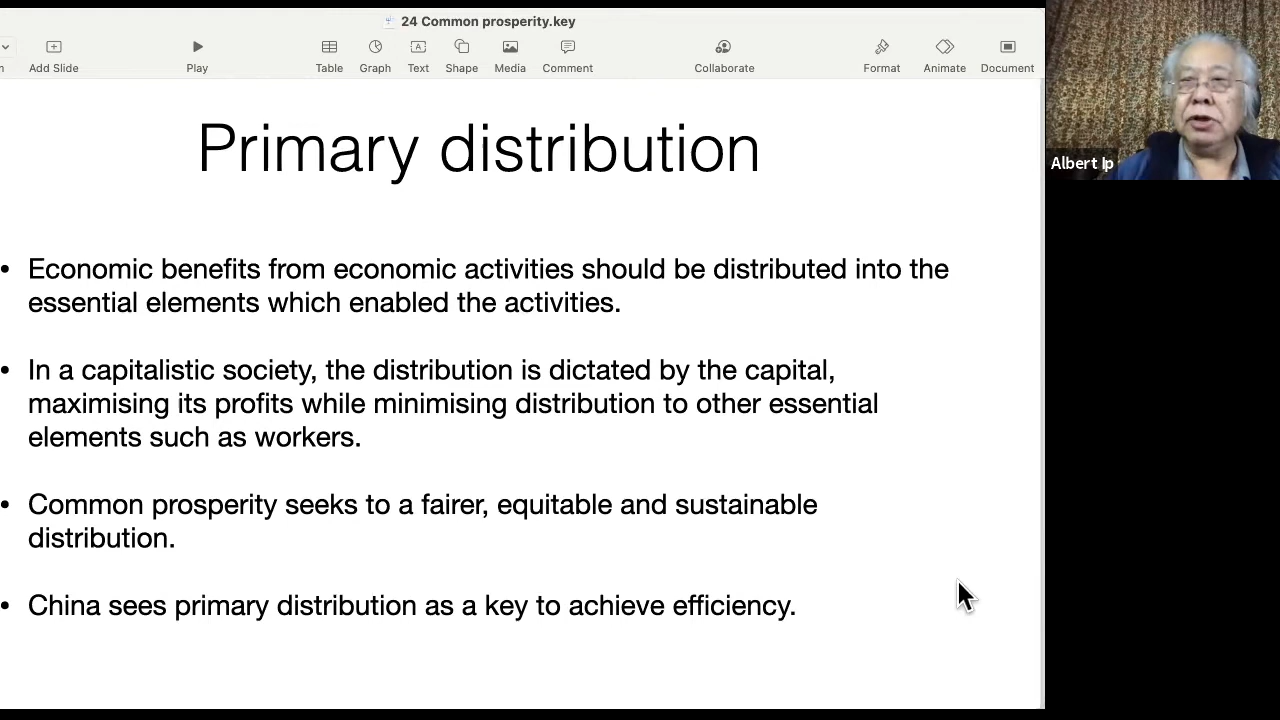 24 Common prosperity.key
Add Slide
Play
Table
Graph
Text
Shape
Media
Comment
Collaborate
Format
Animate
Document
Albert Ip
Primary distribution
• Economic benefits from economic activities should be distributed into the
essential elements which enabled the activities.
• In a capitalistic society, the distribution is dictated by the capital,
maximising its profits while minimising distribution to other essential
elements such as workers.
• Common prosperity seeks to a fairer, equitable and sustainable
distribution.
• China sees primary distribution as a key to achieve efficiency.